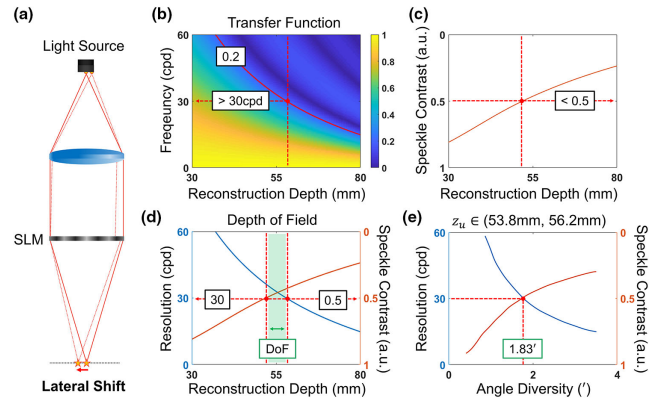 (a)
Light Source
SLM
Lateral Shift
(b)
Transfer Function
60
30
0
Frequncy (cpd)
0.2
> 30cpd
30
55
80
Reconstruction Depth (mm)
1
0.8
0.6
0.4
0.2
0
(c)
0
0.5
1
Speckle Contrast (a.u.)
< 0.5
30
55
80
Reconstruction Depth (mm)
(d)
Depth of Field
60
30
0
Resolution (cpd)
30
0.5
DoF
30
55
80
Reconstruction Depth (mm)
0
0.5
1
Speckle Contrast (a.u.)
(e)
z_u ∈ (53.8mm, 56.2mm)
60
30
0
Resolution (cpd)
1.83′
0
2
4
Angle Diversity (′)
0
0.5
1
Speckle Contrast (a.u.)